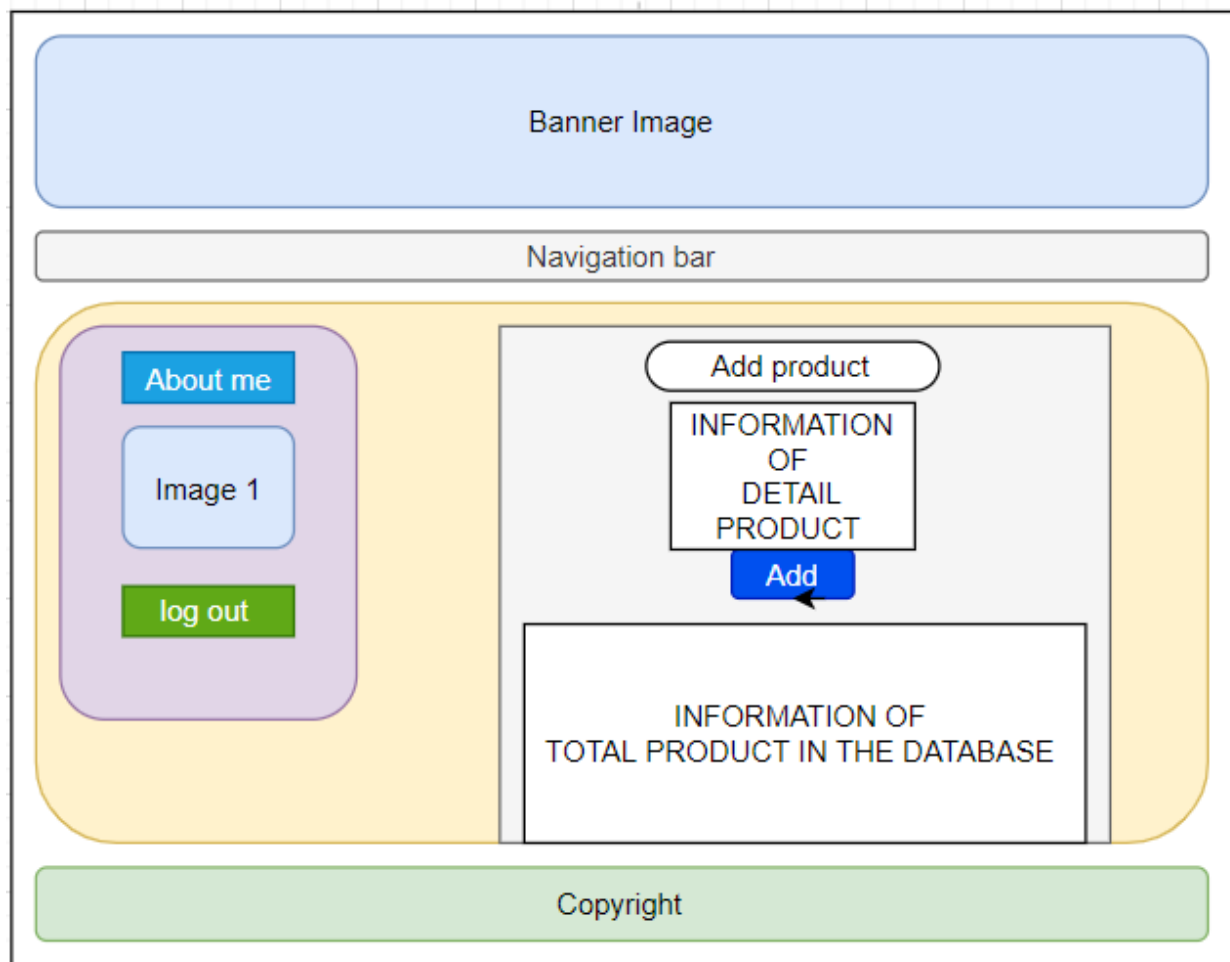 Banner Image
Navigation bar
About me
Image 1
log out
Add product
INFORMATION
OF
DETAIL
PRODUCT
Add
INFORMATION OF
TOTAL PRODUCT IN THE DATABASE
Copyright